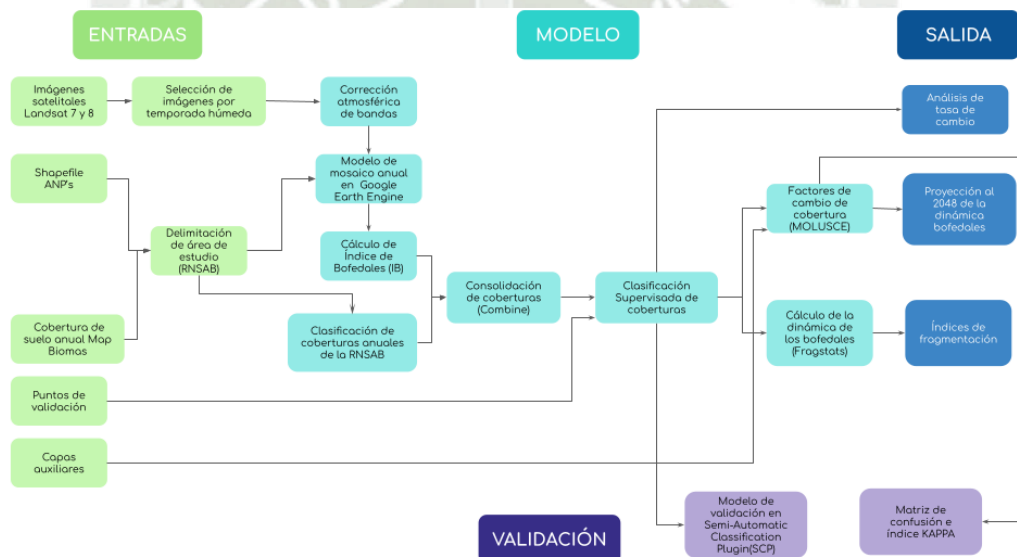 ENTRADAS
MODELO
SALIDA
Imágenes
satelitales
Landsat 7 y 8
Selección de
imágenes por
temporada húmeda
Corrección
atmosférica
de bandas
Análisis de
tasa de
cambio
Shapefile
ANP's
Modelo de
mosaico anual
en Google
Earth Engine
Factores de
cambio de
cobertura
(MOLUSCE)
Proyección al
2048 de la
dinámica
bofedales
Delimitación
de área de
estudio
(RNSAB)
Cálculo de
Índice de
Bofedales (IB)
Consolidación
de coberturas
(Combine)
Clasificación
Supervisada de
coberturas
Cobertura de
suelo anual Map
Biomas
Clasificación de
coberturas anuales
de la RNSAB
Cálculo de la
dinámica de
los bofedales
(Fragstats)
Índices de
fragmentación
Puntos de
validación
Capas
auxiliares
VALIDACIÓN
Modelo de
validación en
Semi-Automatic
Classification
Plugin(SCP)
Matriz de
confusión e
índice KAPPA